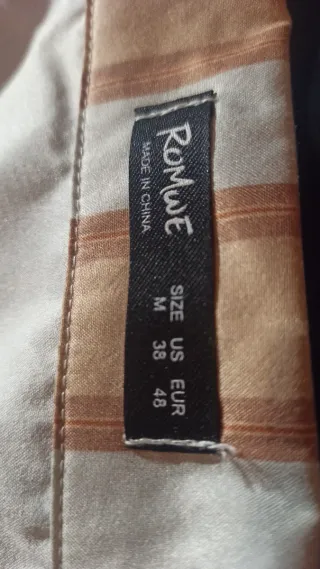 ROMWE
MADE IN CHINA
SIZE US EUR
M 38 48